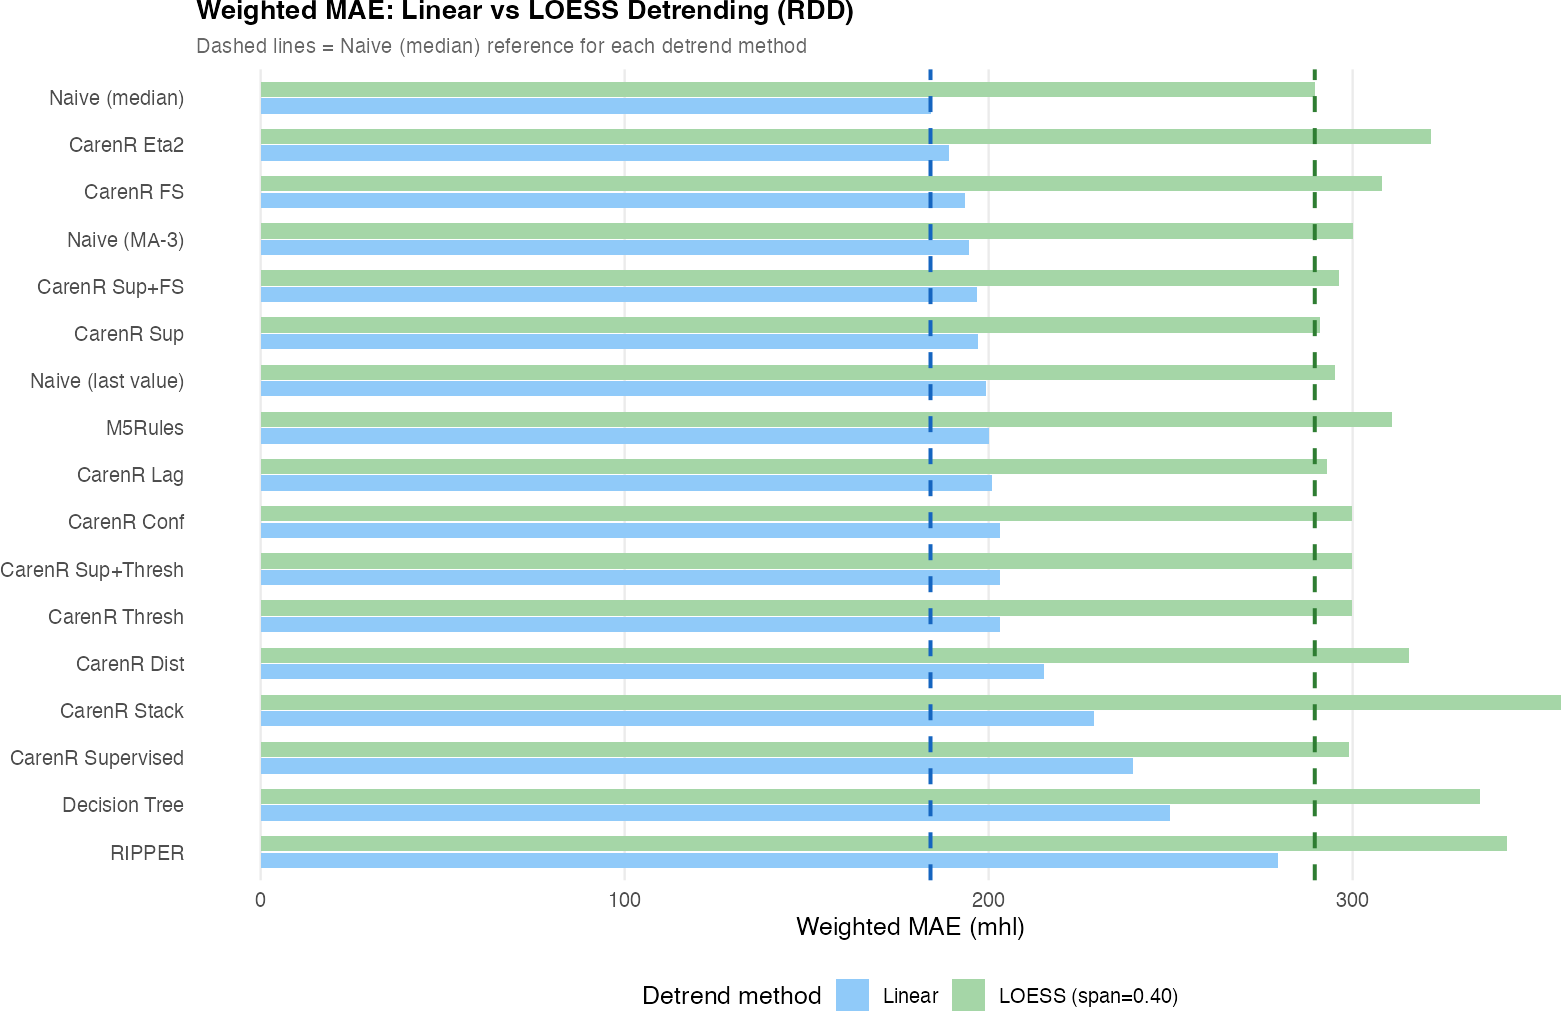 Weighted MAE: Linear vs LOESS Detrending (RDD)
Dashed lines = Naive (median) reference for each detrend method
Naive (median)
CarenR Eta2
CarenR FS
Naive (MA-3)
CarenR Sup+FS
CarenR Sup
Naive (last value)
M5Rules
CarenR Lag
CarenR Conf
CarenR Sup+Thresh
CarenR Thresh
CarenR Dist
CarenR Stack
CarenR Supervised
Decision Tree
RIPPER
0 100 200 300
Weighted MAE (mhl)
Detrend method Linear LOESS (span=0.40)